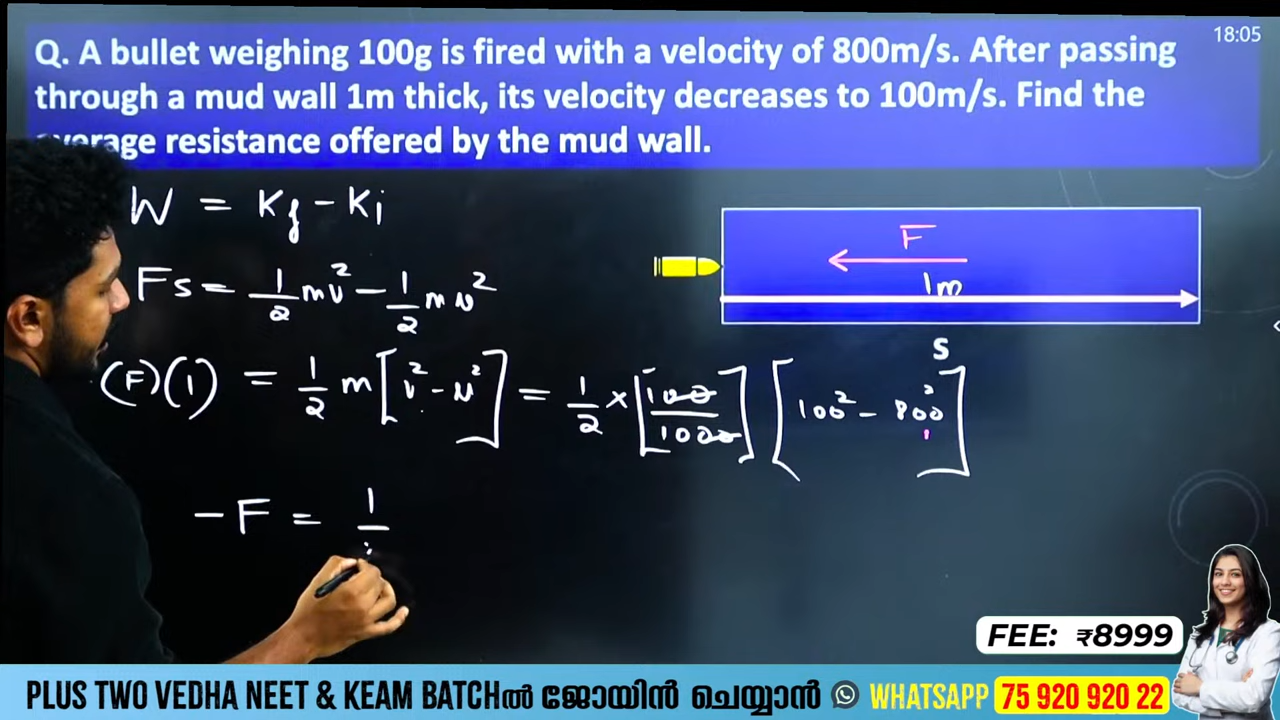 18:05
Q. A bullet weighing 100g is fired with a velocity of 800m/s. After passing
through a mud wall 1m thick, its velocity decreases to 100m/s. Find the
average resistance offered by the mud wall.
W = Kf - Ki
Fs = 1/2 mv² - 1/2 mu²
(F)(1) = 1/2 m[v² - u²] = 1/2 × [100/1000] [100² - 800²]
- F = 1/
F
1m
S
FEE: ₹8999
PLUS TWO VEDHA NEET & KEAM BATCHൽ ജോയിൻ ചെയ്യാൻ WHATSAPP 75 920 920 22